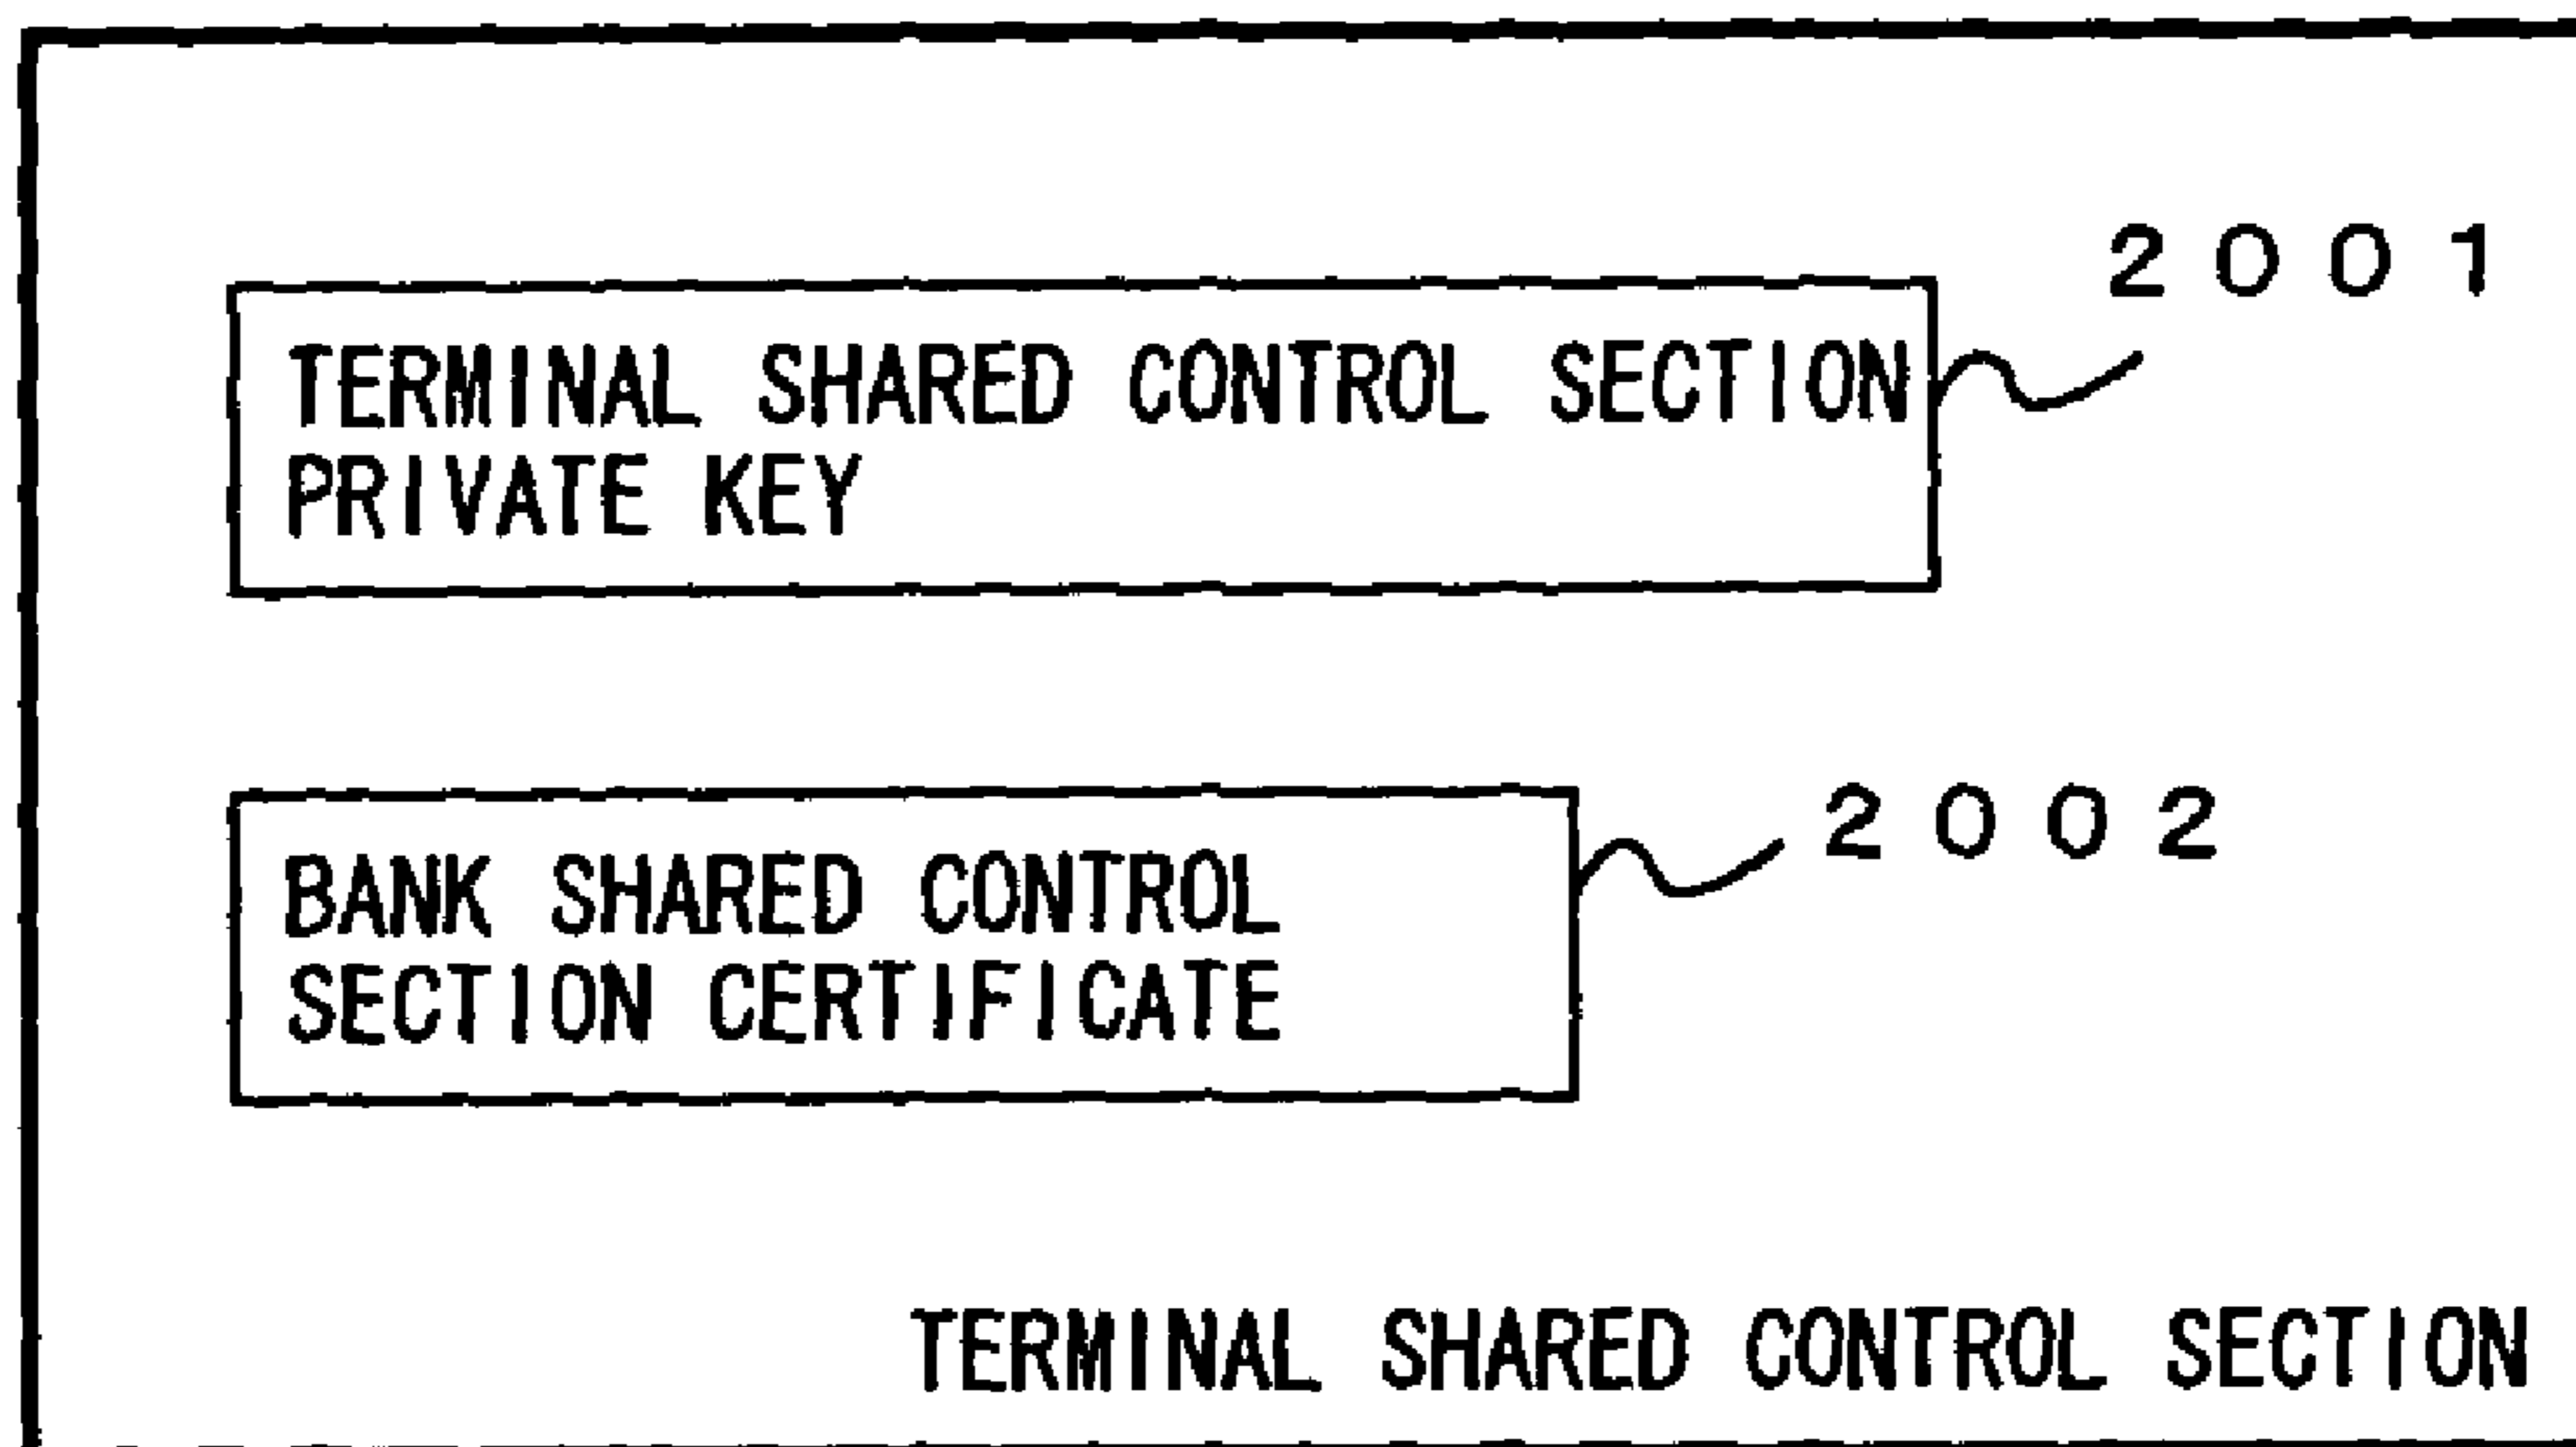 2001
TERMINAL SHARED CONTROL SECTION
PRIVATE KEY
2002
BANK SHARED CONTROL
SECTION CERTIFICATE
TERMINAL SHARED CONTROL SECTION